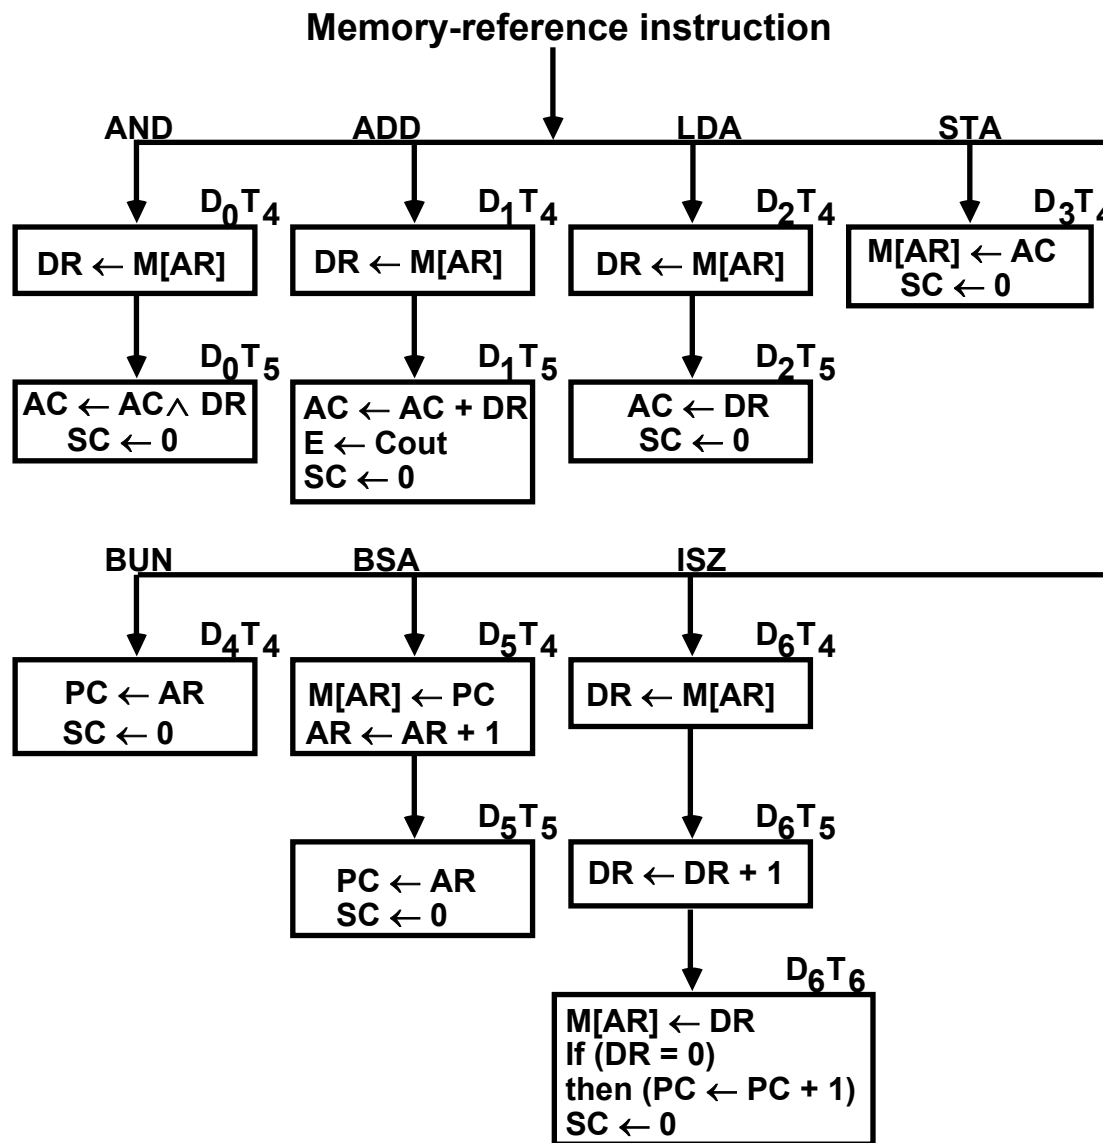 Memory-reference instruction
AND ADD LDA STA
D₀T₄ D₁T₄ D₂T₄ D₃T₄
DR ← M[AR]
DR ← M[AR]
DR ← M[AR]
M[AR] ← AC
SC ← 0
D₀T₅ D₁T₅ D₂T₅
AC ← AC ∧ DR
SC ← 0
AC ← AC + DR
E ← Cout
SC ← 0
AC ← DR
SC ← 0
BUN BSA ISZ
D₄T₄ D₅T₄ D₆T₄
PC ← AR
SC ← 0
M[AR] ← PC
AR ← AR + 1
DR ← M[AR]
D₅T₅ D₆T₅
PC ← AR
SC ← 0
DR ← DR + 1
D₆T₆
M[AR] ← DR
If (DR = 0)
then (PC ← PC + 1)
SC ← 0